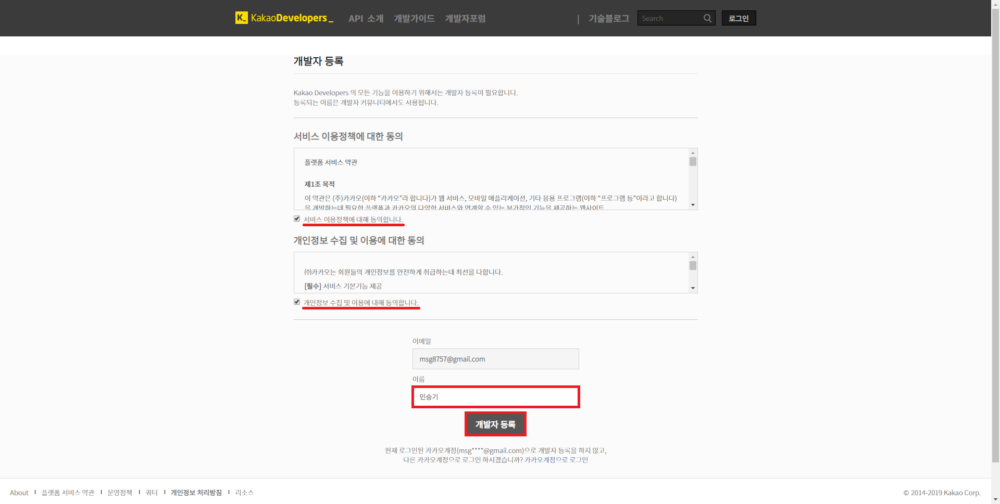 K_ KakaoDevelopers_ API 소개 개발가이드 개발자포럼 | 기술블로그 Search 로그인
개발자 등록
Kakao Developers 의 모든 기능을 이용하기 위해서는 개발자 등록이 필요합니다.
등록되는 이름은 개발자 커뮤니티에서도 사용됩니다.
서비스 이용정책에 대한 동의
플랫폼 서비스 약관
제1조 목적
이 약관은 (주)카카오(이하 “카카오”라 합니다)가 웹 서비스, 모바일 애플리케이션, 기타 응용 프로그램(이하 “프로그램 등”이라고 합니다)
을 개발하는데 필요한 플랫폼과 카카오의 다양한 서비스와 연계할 수 있는 부가적인 기능을 제공하는 웹사이트
서비스 이용정책에 대해 동의합니다.
개인정보 수집 및 이용에 대한 동의
㈜카카오는 회원들의 개인정보를 안전하게 취급하는데 최선을 다합니다.
[필수] 서비스 기본기능 제공
개인정보 수집 및 이용에 대해 동의합니다.
이메일
msg8757@gmail.com
이름
민승기
개발자 등록
현재 로그인된 카카오계정(msg****@gmail.com)으로 개발자 등록을 하지 않고,
다른 카카오계정으로 로그인 하시겠습니까? 카카오계정으로 로그인
About | 플랫폼 서비스 약관 | 운영정책 | 쿼터 | 개인정보 처리방침 | 리소스 © 2014-2019 Kakao Corp.